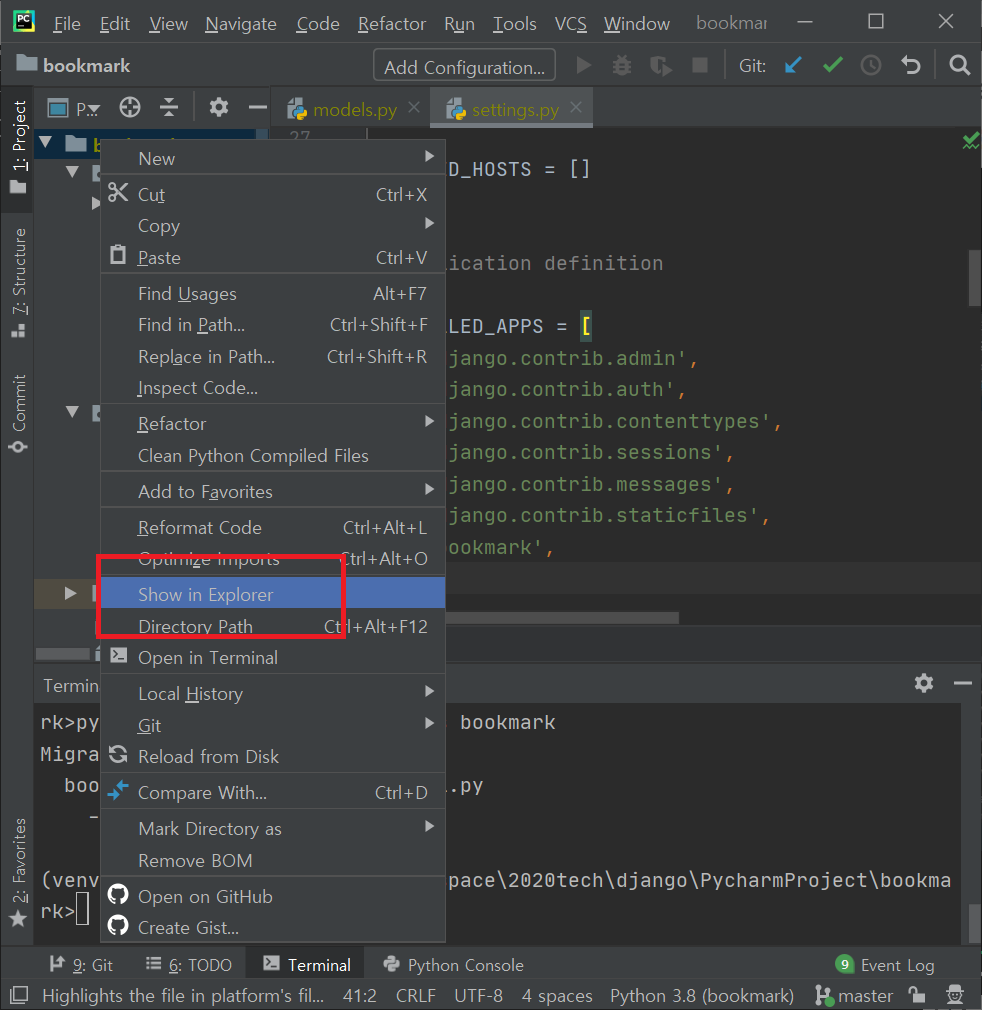 PC File Edit View Navigate Code Refactor Run Tools VCS Window bookmar
bookmark Add Configuration... Git:
P... models.py settings.py
1: Project
7: Structure
Commit
2: Favorites
27
New
Cut Ctrl+X
Copy
Paste Ctrl+V
Find Usages Alt+F7
Find in Path... Ctrl+Shift+F
Replace in Path... Ctrl+Shift+R
Inspect Code...
Refactor
Clean Python Compiled Files
Add to Favorites
Reformat Code Ctrl+Alt+L
Optimize Imports Ctrl+Alt+O
Show in Explorer
Directory Path Ctrl+Alt+F12
Open in Terminal
Local History
Git
Reload from Disk
Compare With... Ctrl+D
Mark Directory as
Remove BOM
Open on GitHub
Create Gist...
D_HOSTS = []
ication definition
LED_APPS = [
jango.contrib.admin',
jango.contrib.auth',
jango.contrib.contenttypes',
jango.contrib.sessions',
jango.contrib.messages',
jango.contrib.staticfiles',
ookmark',
Termin
rk>py bookmark
Migra
boo .py
-
(venv pace\2020tech\django\PycharmProject\bookma
rk>
9: Git 6: TODO Terminal Python Console 9 Event Log
Highlights the file in platform's fil... 41:2 CRLF UTF-8 4 spaces Python 3.8 (bookmark) master